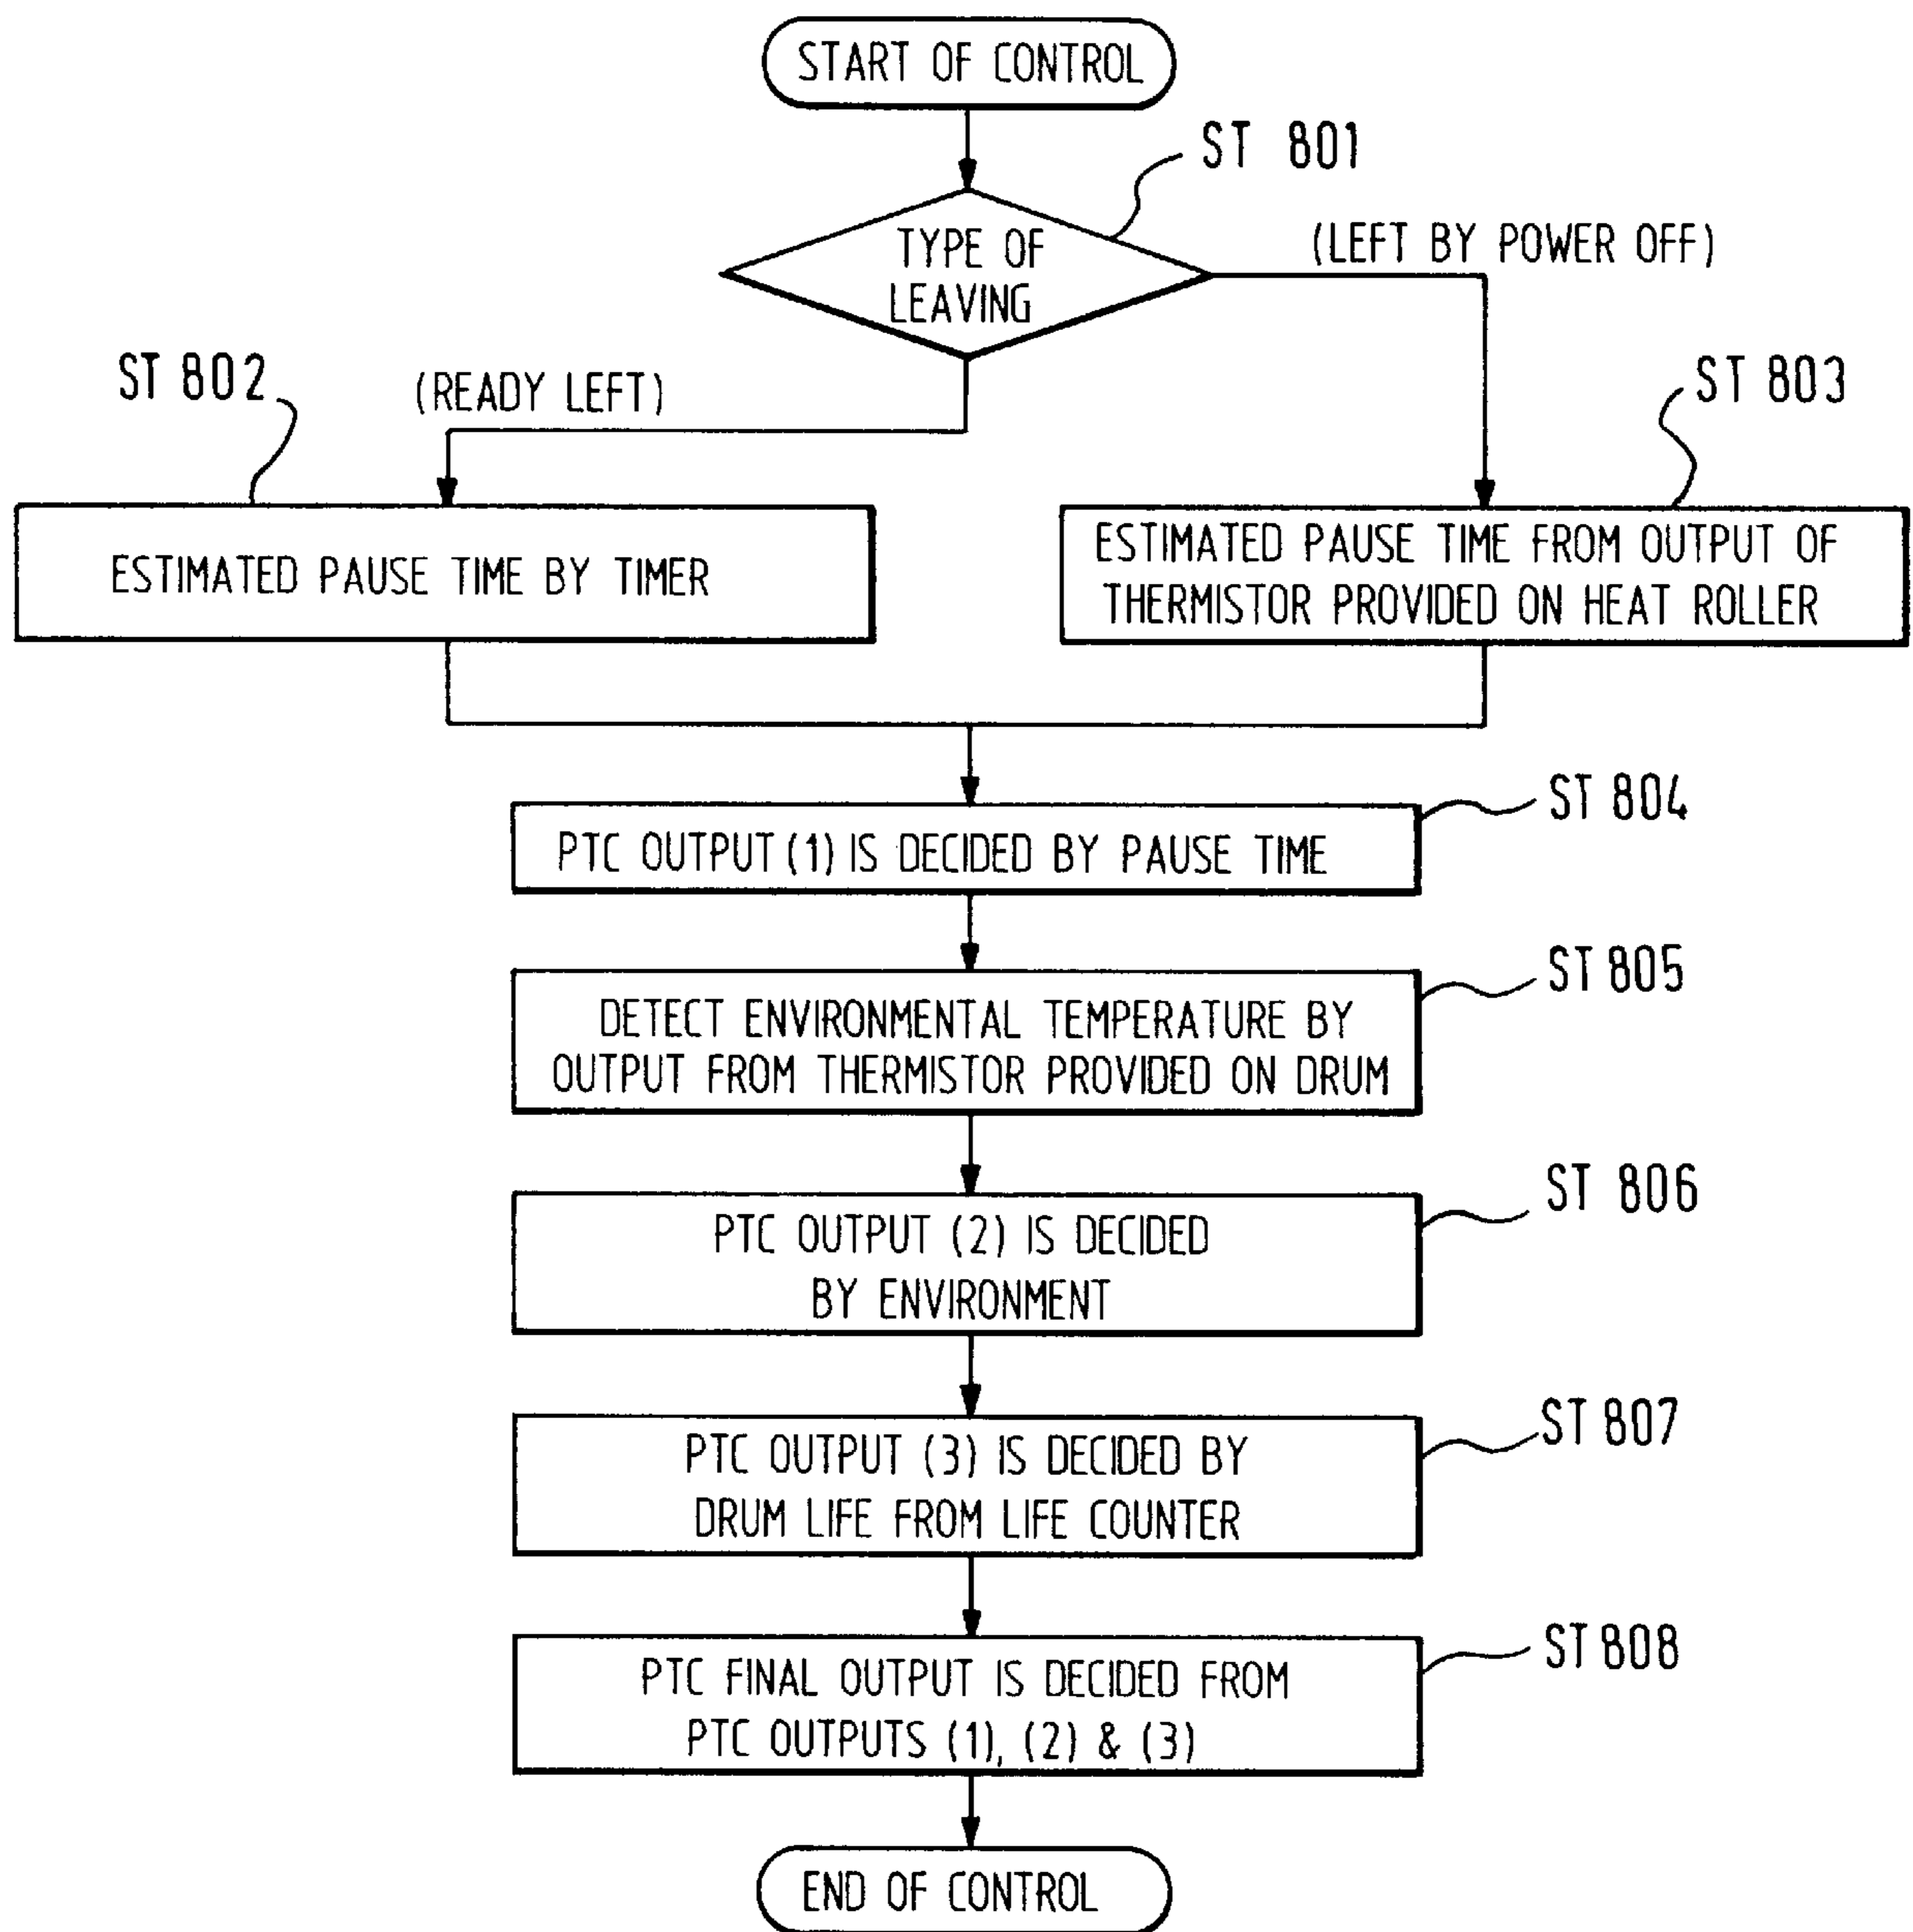 START OF CONTROL
ST 801
TYPE OF
LEAVING
(LEFT BY POWER OFF)
ST 802
(READY LEFT)
ST 803
ESTIMATED PAUSE TIME BY TIMER
ESTIMATED PAUSE TIME FROM OUTPUT OF
THERMISTOR PROVIDED ON HEAT ROLLER
ST 804
PTC OUTPUT (1) IS DECIDED BY PAUSE TIME
ST 805
DETECT ENVIRONMENTAL TEMPERATURE BY
OUTPUT FROM THERMISTOR PROVIDED ON DRUM
ST 806
PTC OUTPUT (2) IS DECIDED
BY ENVIRONMENT
ST 807
PTC OUTPUT (3) IS DECIDED BY
DRUM LIFE FROM LIFE COUNTER
ST 808
PTC FINAL OUTPUT IS DECIDED FROM
PTC OUTPUTS (1), (2) & (3)
END OF CONTROL